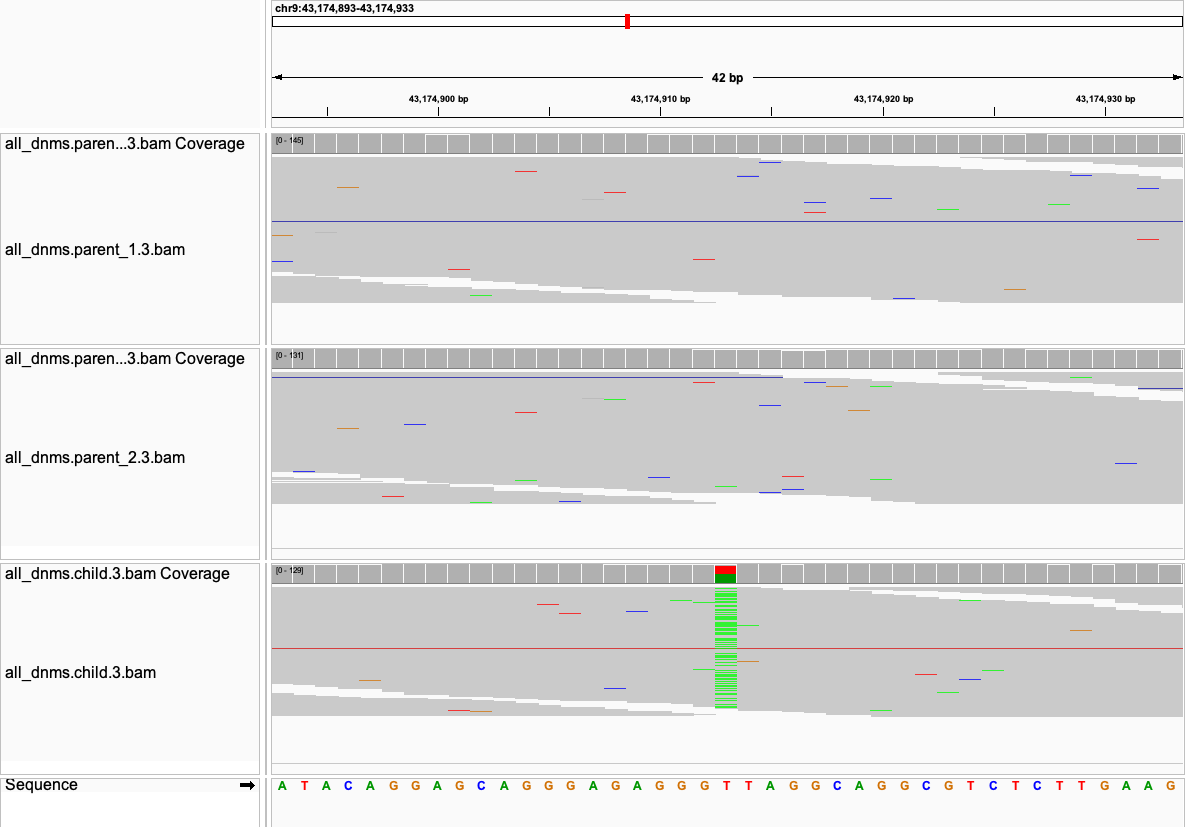 chr9:43,174,893-43,174,933
42 bp
43,174,900 bp 43,174,910 bp 43,174,920 bp 43,174,930 bp
all_dnms.paren...3.bam Coverage
[0 - 145]
all_dnms.parent_1.3.bam
all_dnms.paren...3.bam Coverage
[0 - 131]
all_dnms.parent_2.3.bam
all_dnms.child.3.bam Coverage
[0 - 129]
all_dnms.child.3.bam
Sequence A T A C A G G A G C A G G G A G A G G G T T A G G C A G G C G T C T C T T G A A G